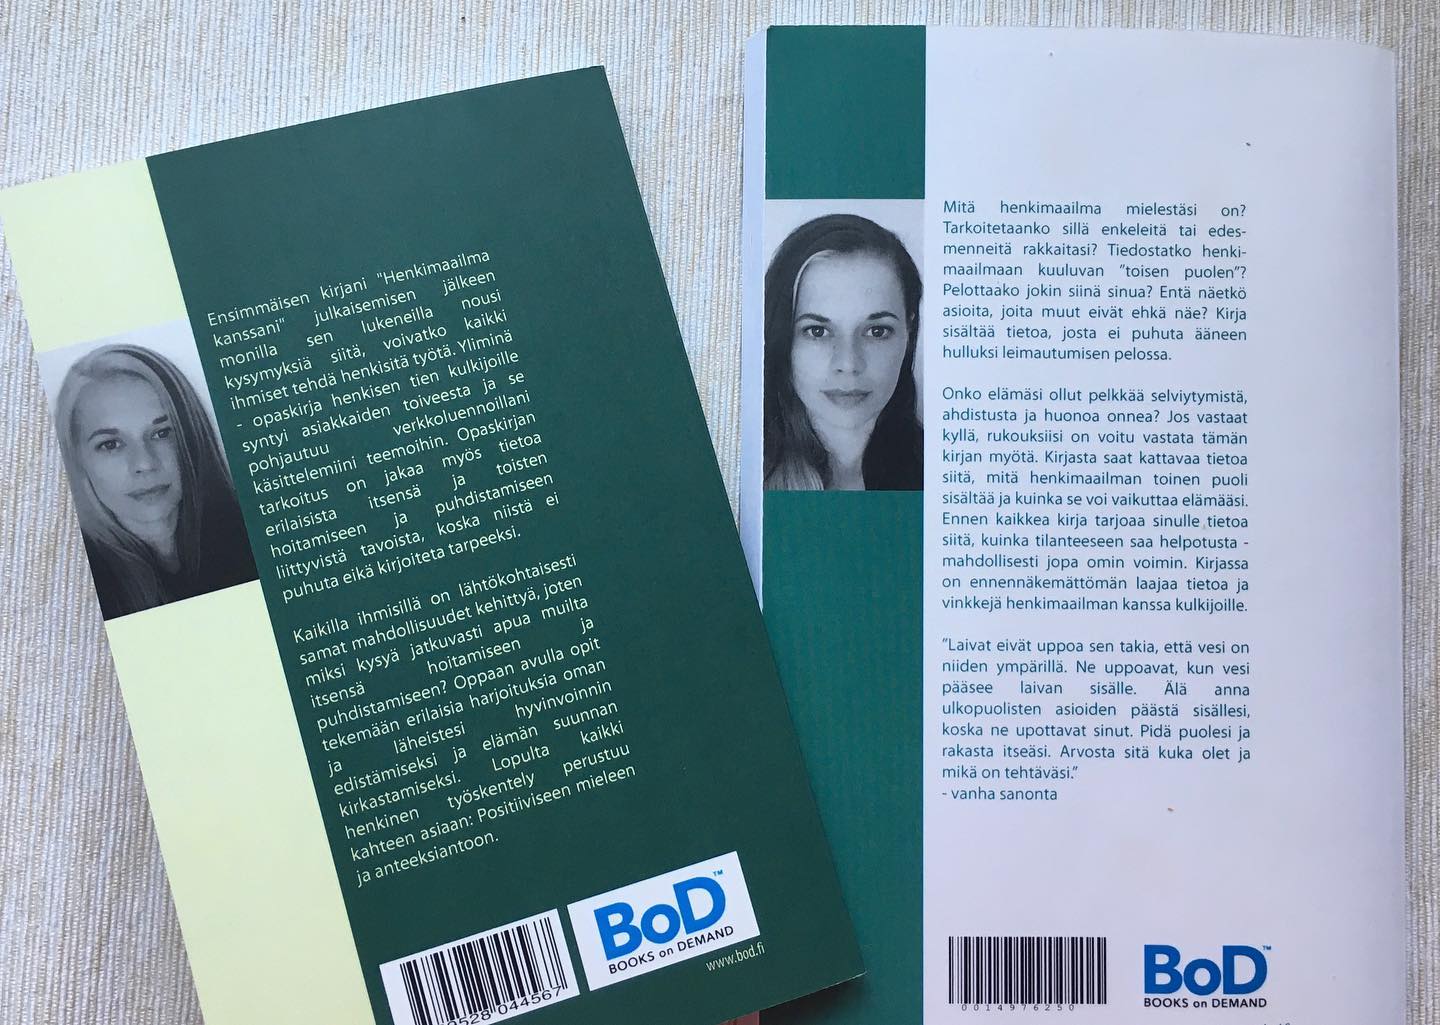 Ensimmäisen kirjani "Henkimaailma
kanssani" julkaisemisen jälkeen
monilla sen lukeneilla nousi
kysymyksiä siitä, voivatko kaikki
ihmiset tehdä henkisitä työtä. Yliminä
- opaskirja henkisen tien kulkijoille
syntyi asiakkaiden toiveesta ja se
pohjautuu verkkoluennoillani
käsittelemiini teemoihin. Opaskirjan
tarkoitus on jakaa myös tietoa
erilaisista itsensä ja toisten
hoitamiseen ja puhdistamiseen
liittyvistä tavoista, koska niistä ei
puhuta eikä kirjoiteta tarpeeksi.
Kaikilla ihmisillä on lähtökohtaisesti
samat mahdollisuudet kehittyä, joten
miksi kysyä jatkuvasti apua muilta
itsensä hoitamiseen ja
puhdistamiseen? Oppaan avulla opit
tekemään erilaisia harjoituksia oman
ja läheistesi hyvinvoinnin
edistämiseksi ja elämän suunnan
kirkastamiseksi. Lopulta kaikki
henkinen työskentely perustuu
kahteen asiaan: Positiiviseen mieleen
ja anteeksiantoon.
BoD™
BOOKS on DEMAND
www.bod.fi
9528 044567
Mitä henkimaailma mielestäsi on?
Tarkoitetaanko sillä enkeleitä tai edes-
menneitä rakkaitasi? Tiedostatko henki-
maailmaan kuuluvan ”toisen puolen”?
Pelottaako jokin siinä sinua? Entä näetkö
asioita, joita muut eivät ehkä näe? Kirja
sisältää tietoa, josta ei puhuta ääneen
hulluksi leimautumisen pelossa.
Onko elämäsi ollut pelkkää selviytymistä,
ahdistusta ja huonoa onnea? Jos vastaat
kyllä, rukouksiisi on voitu vastata tämän
kirjan myötä. Kirjasta saat kattavaa tietoa
siitä, mitä henkimaailman toinen puoli
sisältää ja kuinka se voi vaikuttaa elämääsi.
Ennen kaikkea kirja tarjoaa sinulle tietoa
siitä, kuinka tilanteeseen saa helpotusta -
mahdollisesti jopa omin voimin. Kirjassa
on ennennäkemättömän laajaa tietoa ja
vinkkejä henkimaailman kanssa kulkijoille.
”Laivat eivät uppoa sen takia, että vesi on
niiden ympärillä. Ne uppoavat, kun vesi
pääsee laivan sisälle. Älä anna
ulkopuolisten asioiden päästä sisällesi,
koska ne upottavat sinut. Pidä puolesi ja
rakasta itseäsi. Arvosta sitä kuka olet ja
mikä on tehtäväsi.”
- vanha sanonta
0014976250
BoD™
BOOKS on DEMAND